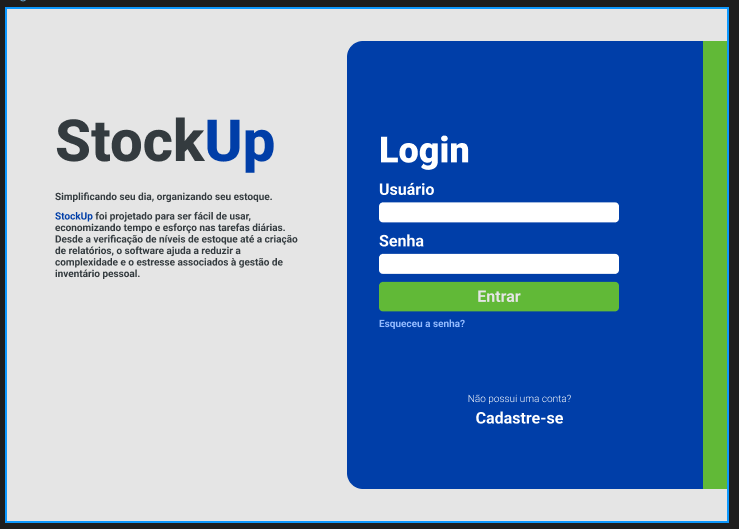 StockUp
Simplificando seu dia, organizando seu estoque.
StockUp foi projetado para ser fácil de usar,
economizando tempo e esforço nas tarefas diárias.
Desde a verificação de níveis de estoque até a criação
de relatórios, o software ajuda a reduzir a
complexidade e o estresse associados à gestão de
inventário pessoal.
Login
Usuário
Senha
Entrar
Esqueceu a senha?
Não possui uma conta?
Cadastre-se